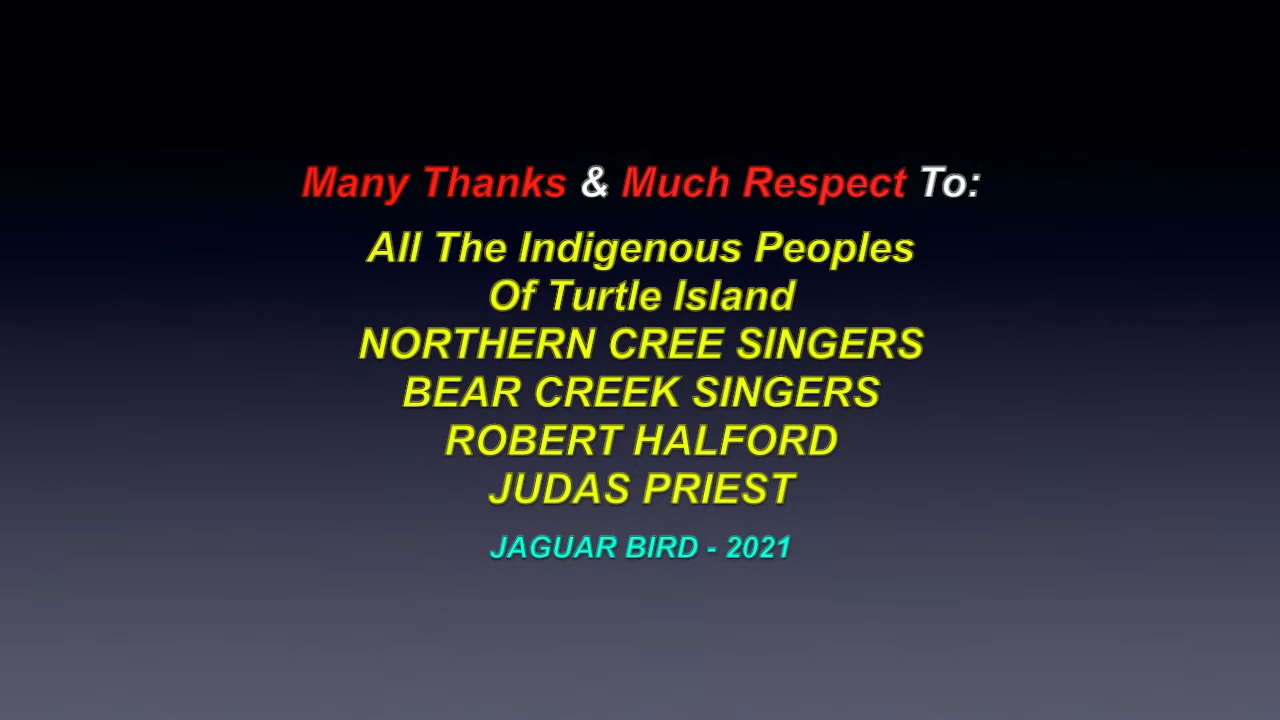 Many Thanks & Much Respect To:
All The Indigenous Peoples
Of Turtle Island
NORTHERN CREE SINGERS
BEAR CREEK SINGERS
ROBERT HALFORD
JUDAS PRIEST
JAGUAR BIRD - 2021